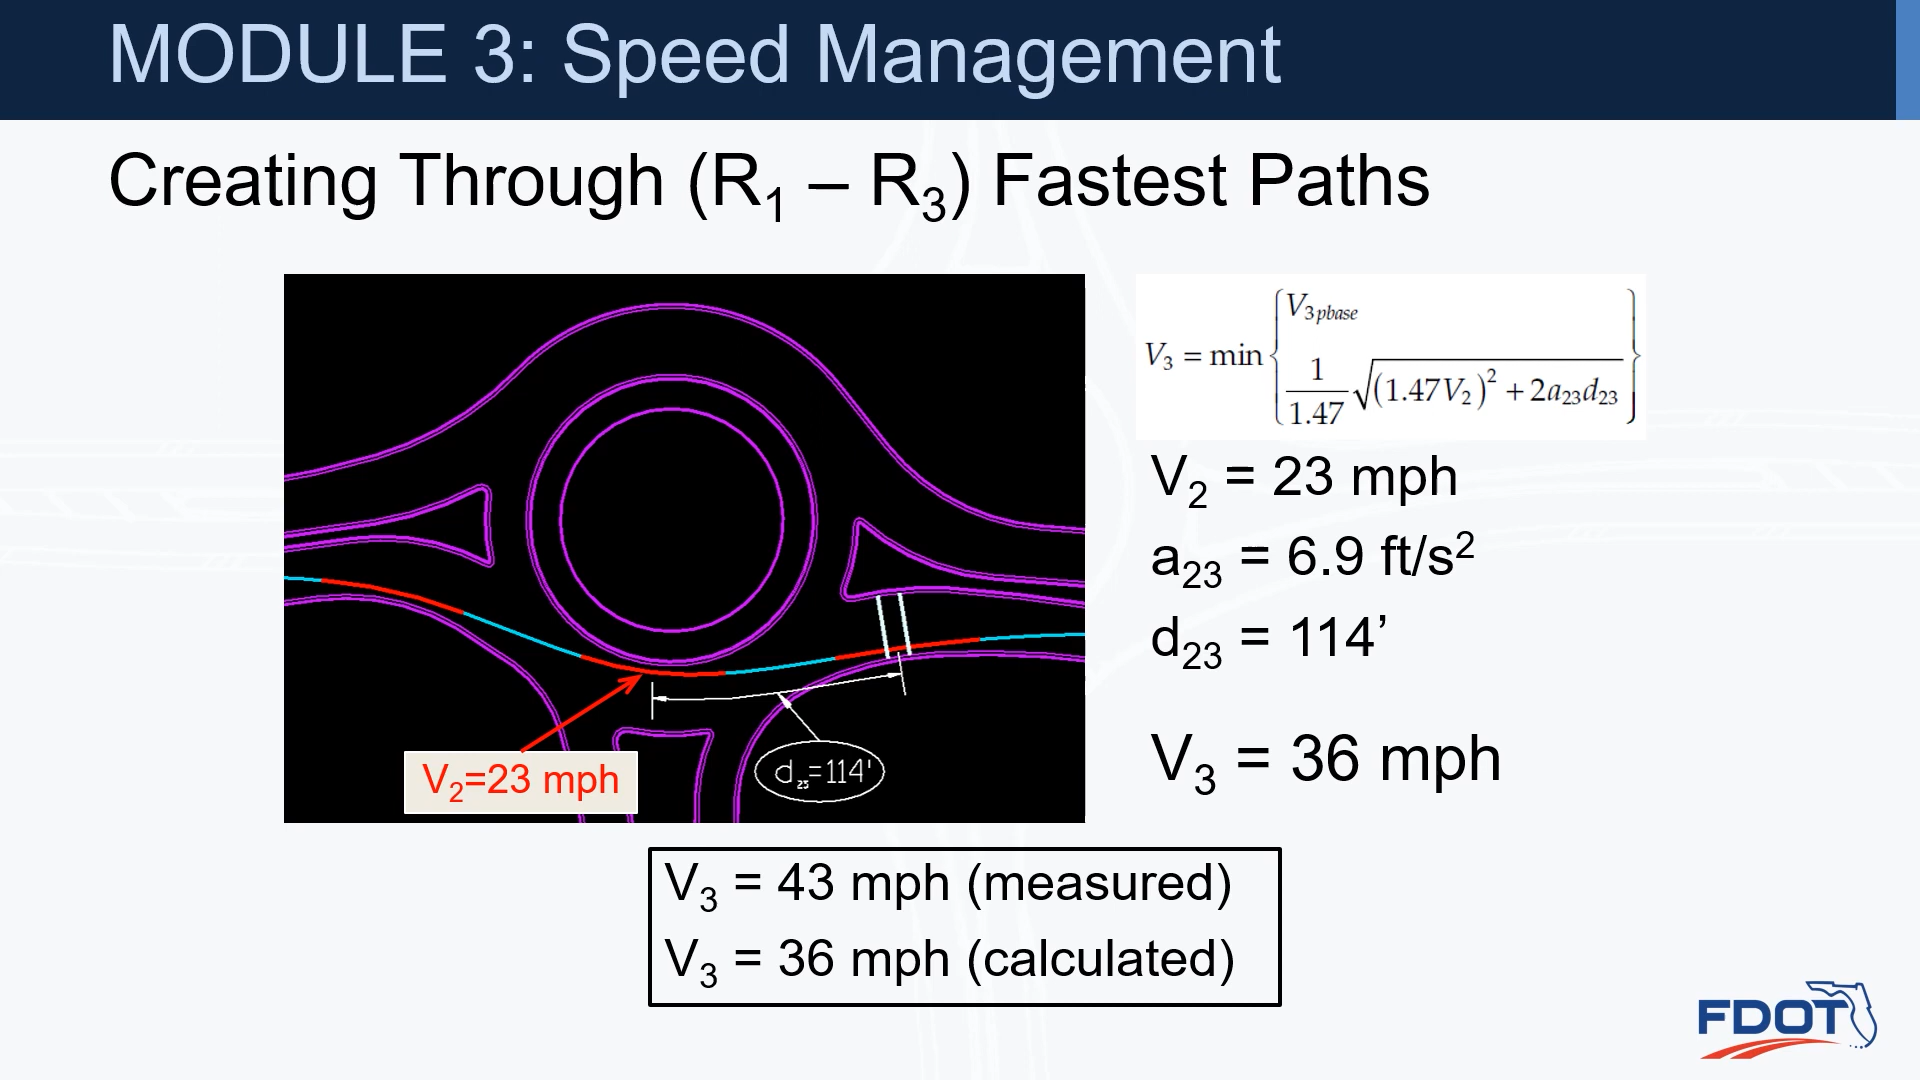 MODULE 3: Speed Management
Creating Through (R₁ – R₃) Fastest Paths
V₃ = min { V₃pbase
1/1.47 √((1.47V₂)² + 2a₂₃d₂₃) }
V₂ = 23 mph
a₂₃ = 6.9 ft/s²
d₂₃ = 114’
V₃ = 36 mph
V₂=23 mph
d₂₃=114'
V₃ = 43 mph (measured)
V₃ = 36 mph (calculated)
FDOT